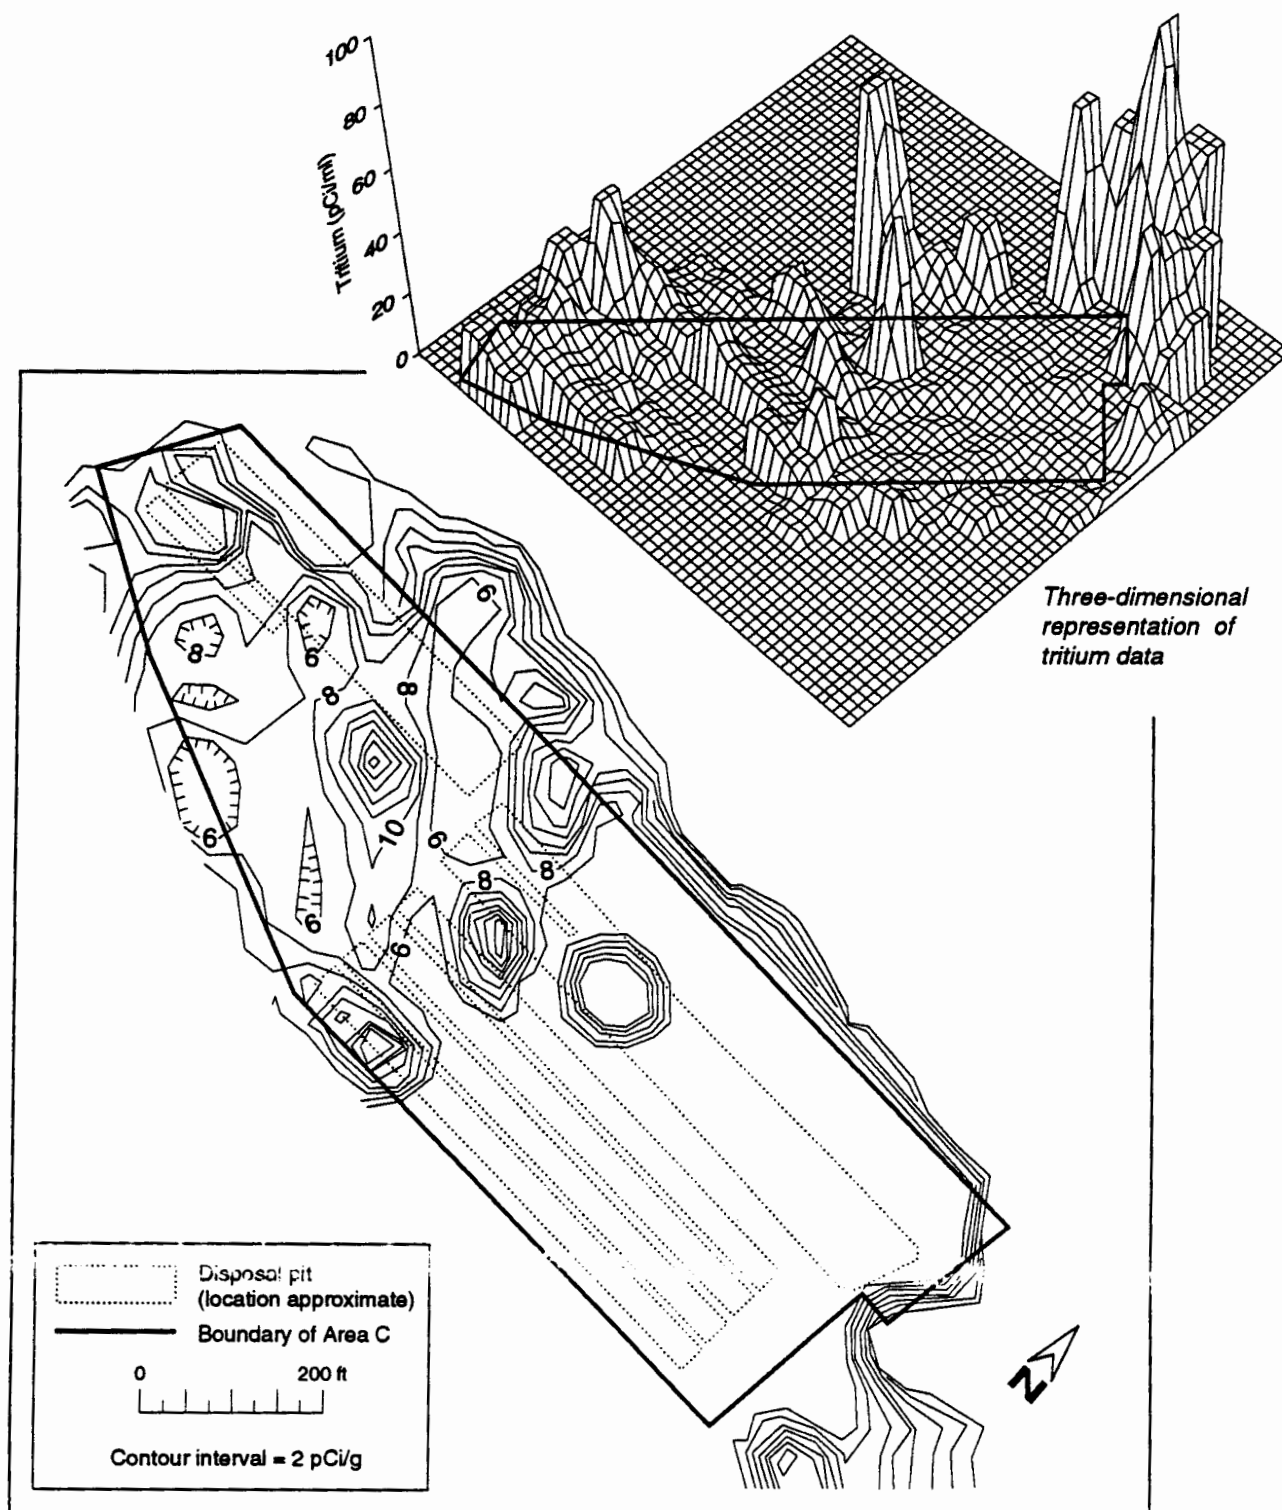 100
80
60
40
20
0
Tritium (pCi/ml)
Three-dimensional
representation of
tritium data
6
8
6
8
8
6
10
6
8
8
6
6
6
Disposal pit
(location approximate)
Boundary of Area C
0 200 ft
Contour interval = 2 pCi/g
N